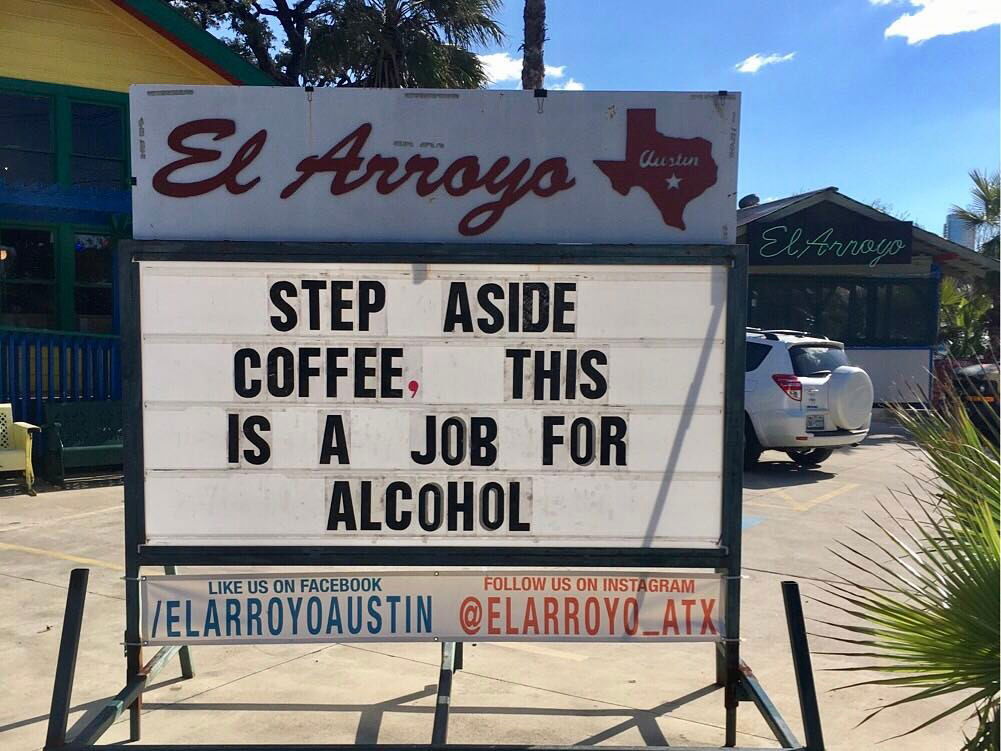 El Arroyo
Austin
El Arroyo
STEP ASIDE
COFFEE, THIS
IS A JOB FOR
ALCOHOL
LIKE US ON FACEBOOK
/ELARROYOAUSTIN
FOLLOW US ON INSTAGRAM
@ELARROYO_ATX